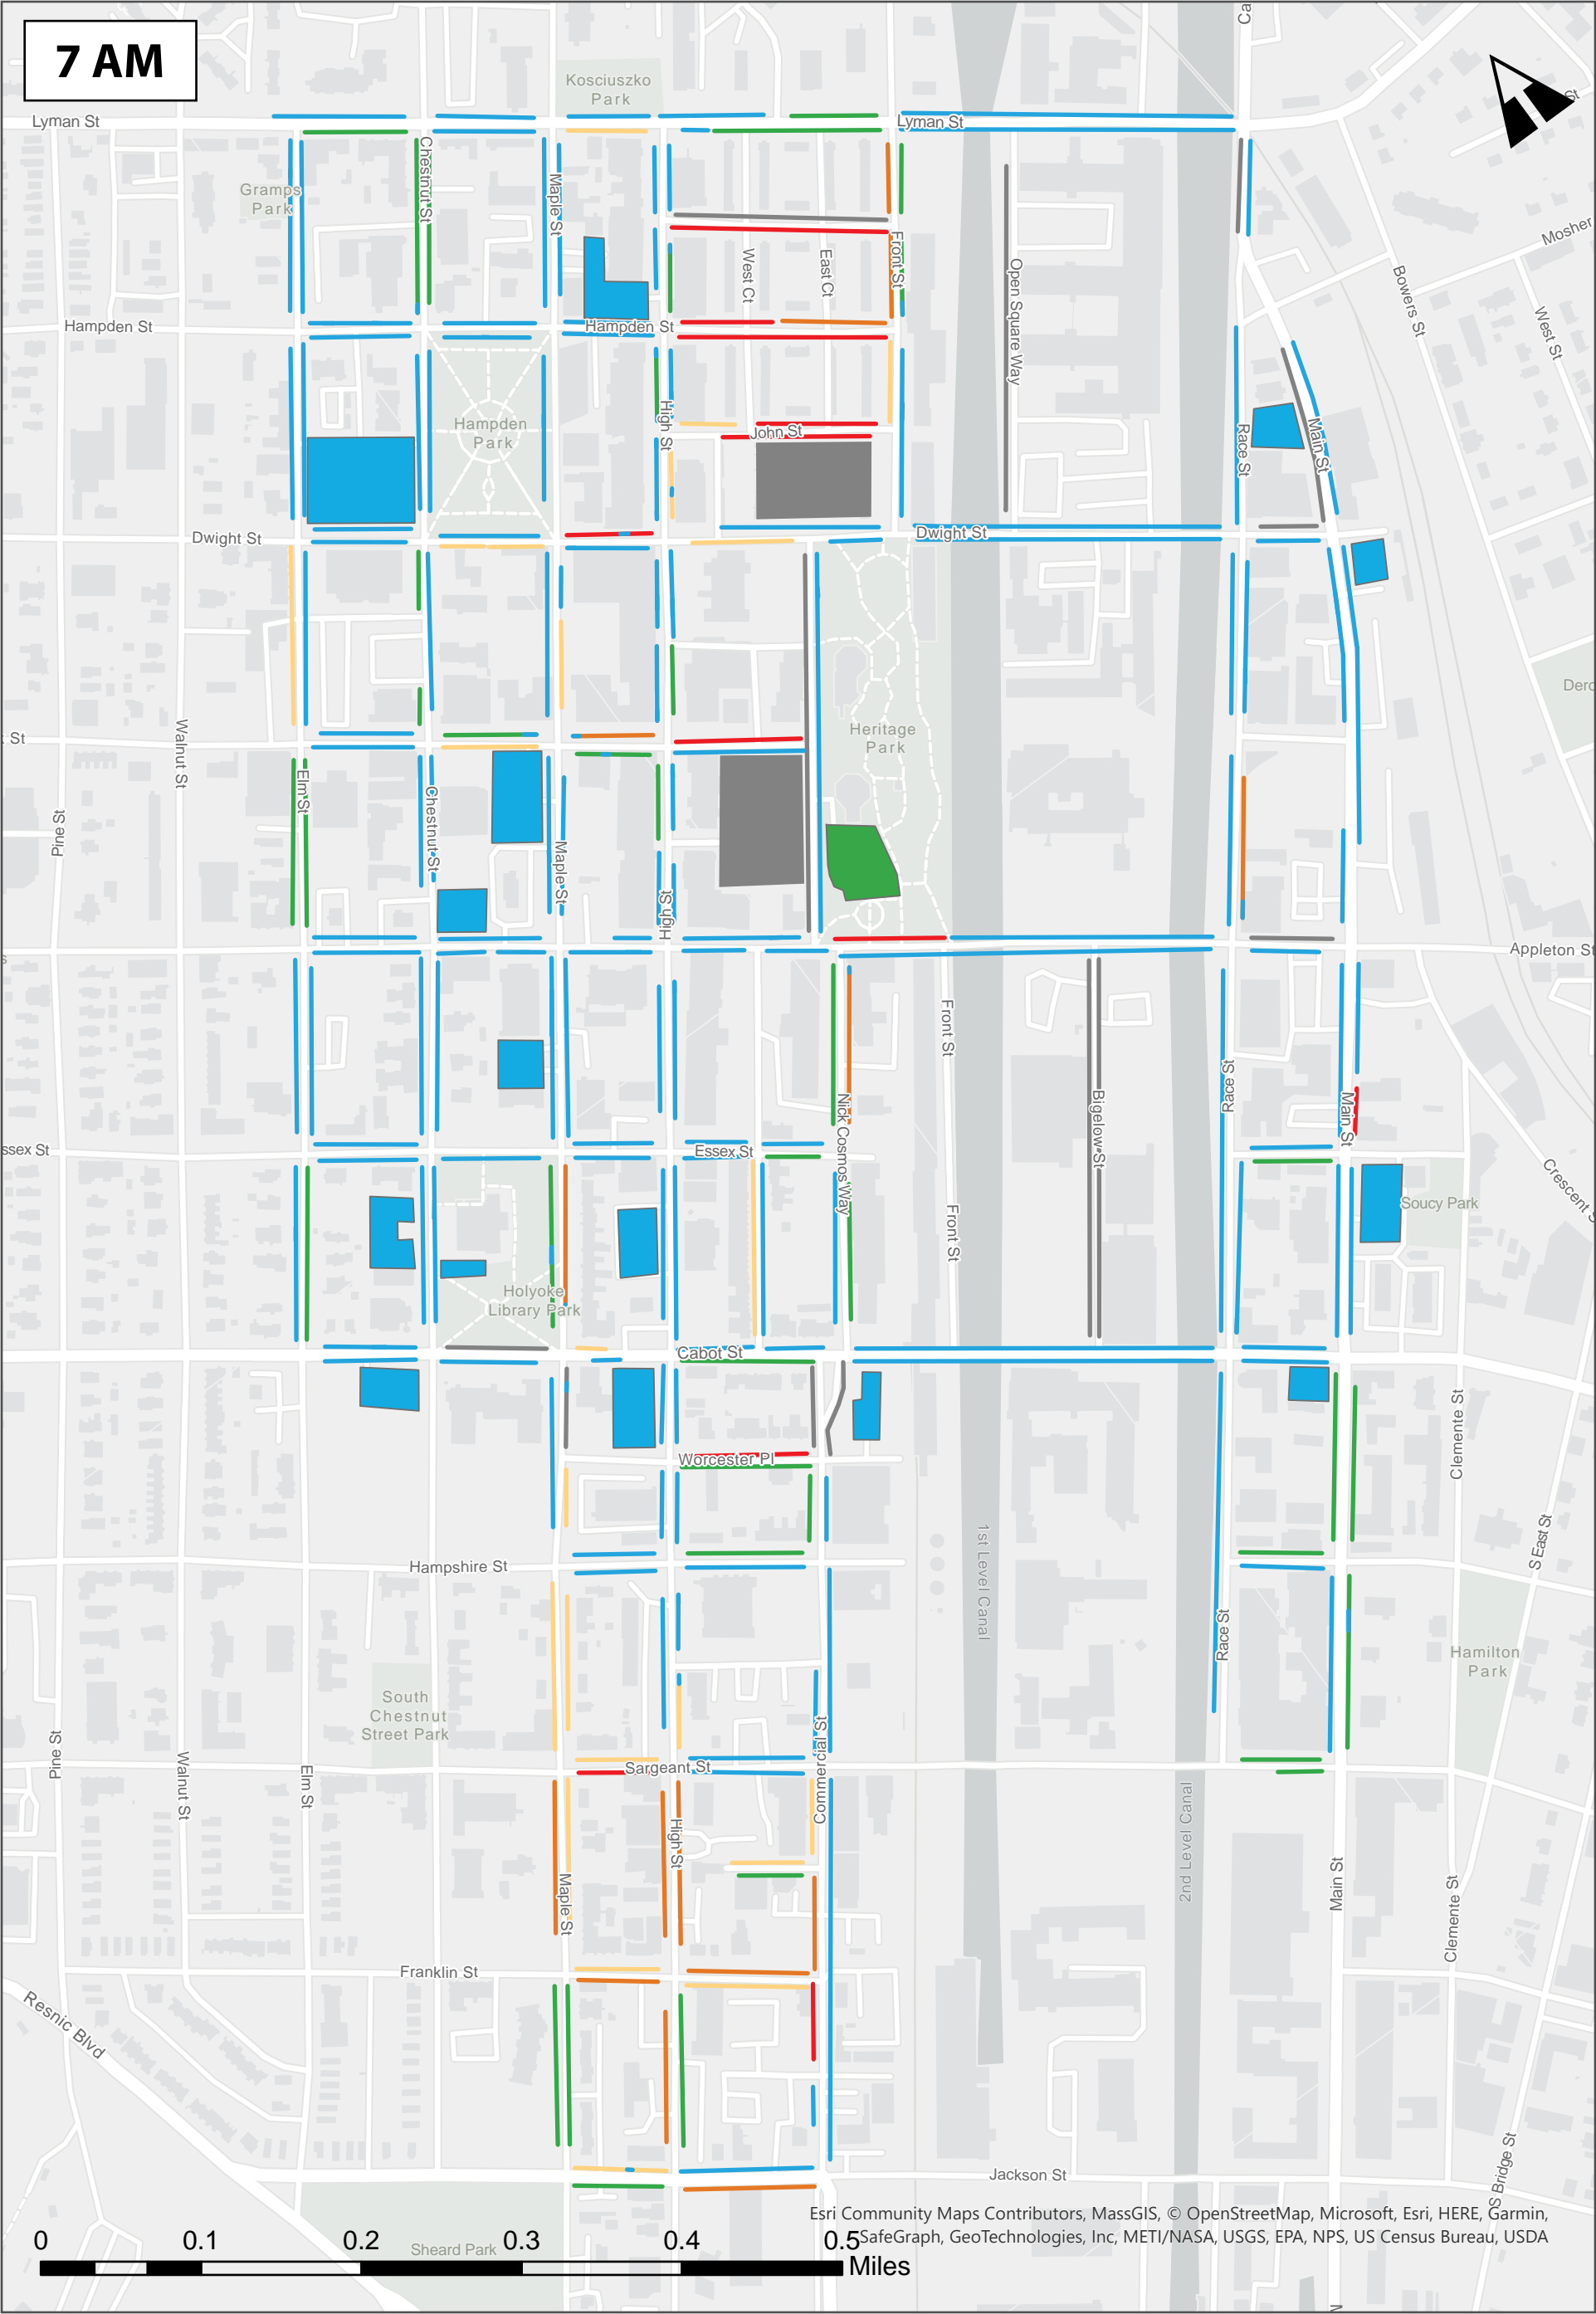 7 AM
Ca
Kosciuszko
Park
St
Lyman St
Lyman St
Chestnut St
Maple St
Gramps
Park
Mosher
West Ct
East Ct
Front St
Open Square Way
Bowers St
West St
Hampden St
Hampden St
High St
Hampden
Park
John St
Race St
Main St
Dwight St
Dwight St
Derc
St
Walnut St
Heritage
Park
Elm St
Chestnut St
Pine St
Maple St
High St
Appleton St
s
Front St
Race St
Nick Cosmos Way
Bigelow St
Main St
ssex St
Essex St
Crescent S
Soucy Park
Front St
Holyoke
Library Park
Cabot St
Clemente St
Worcester Pl
S East St
Hampshire St
1st Level Canal
Race St
Hamilton
Park
South
Chestnut
Street Park
Pine St
Walnut St
Elm St
Sargeant St
Commercial St
High St
2nd Level Canal
Main St
Maple St
Clemente St
Franklin St
Resnic Blvd
Jackson St
S Bridge St
Sheard Park
Esri Community Maps Contributors, MassGIS, © OpenStreetMap, Microsoft, Esri, HERE, Garmin,
SafeGraph, GeoTechnologies, Inc, METI/NASA, USGS, EPA, NPS, US Census Bureau, USDA
0 0.1 0.2 0.3 0.4 0.5
Miles